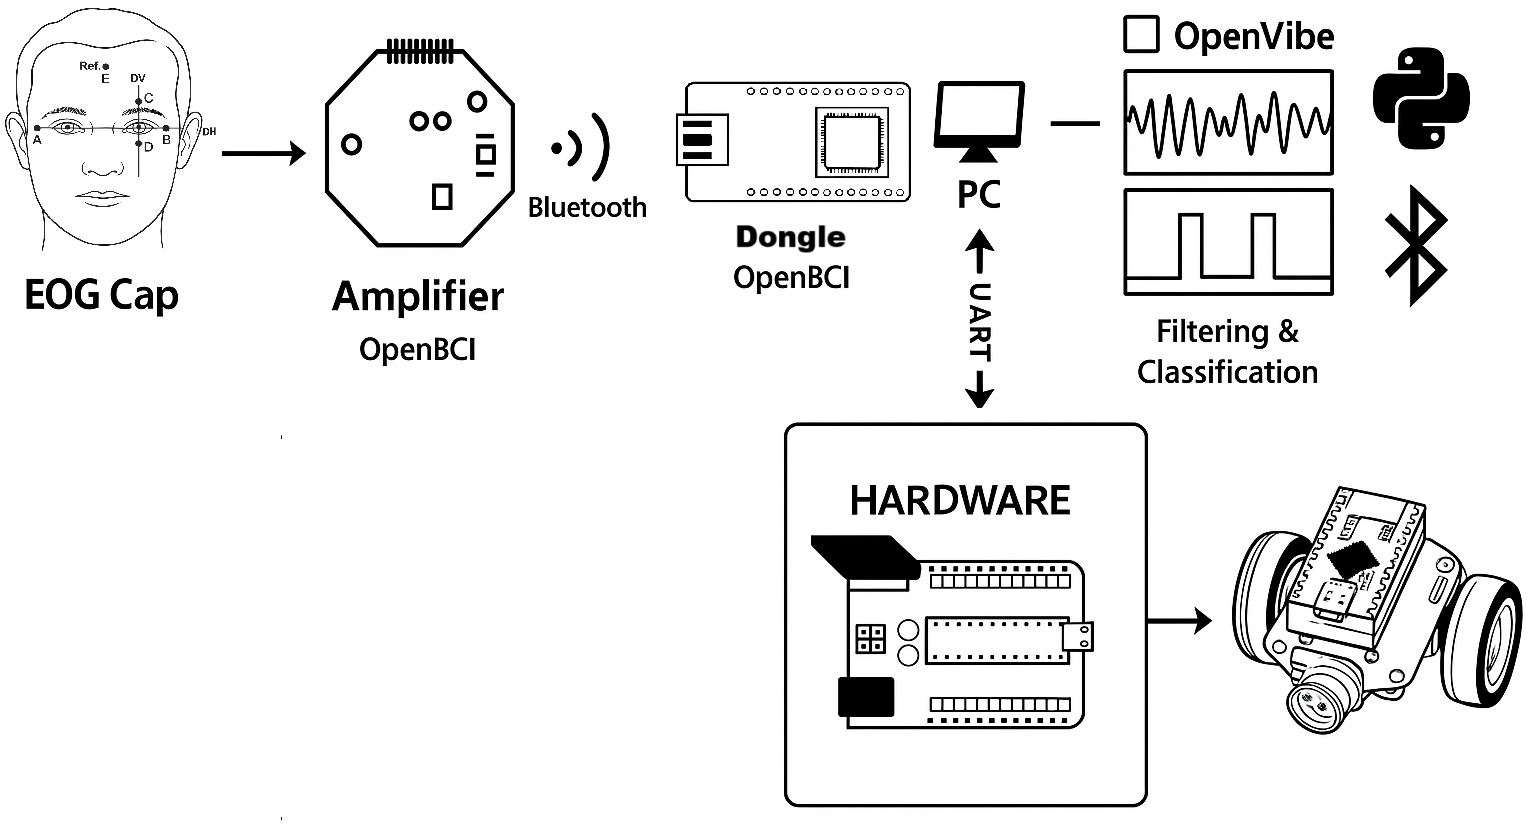 Ref.
E
DV
C
A
B
DH
D
EOG Cap
Amplifier
OpenBCI
Bluetooth
Dongle
OpenBCI
PC
UART
OpenVibe
Filtering &
Classification
HARDWARE